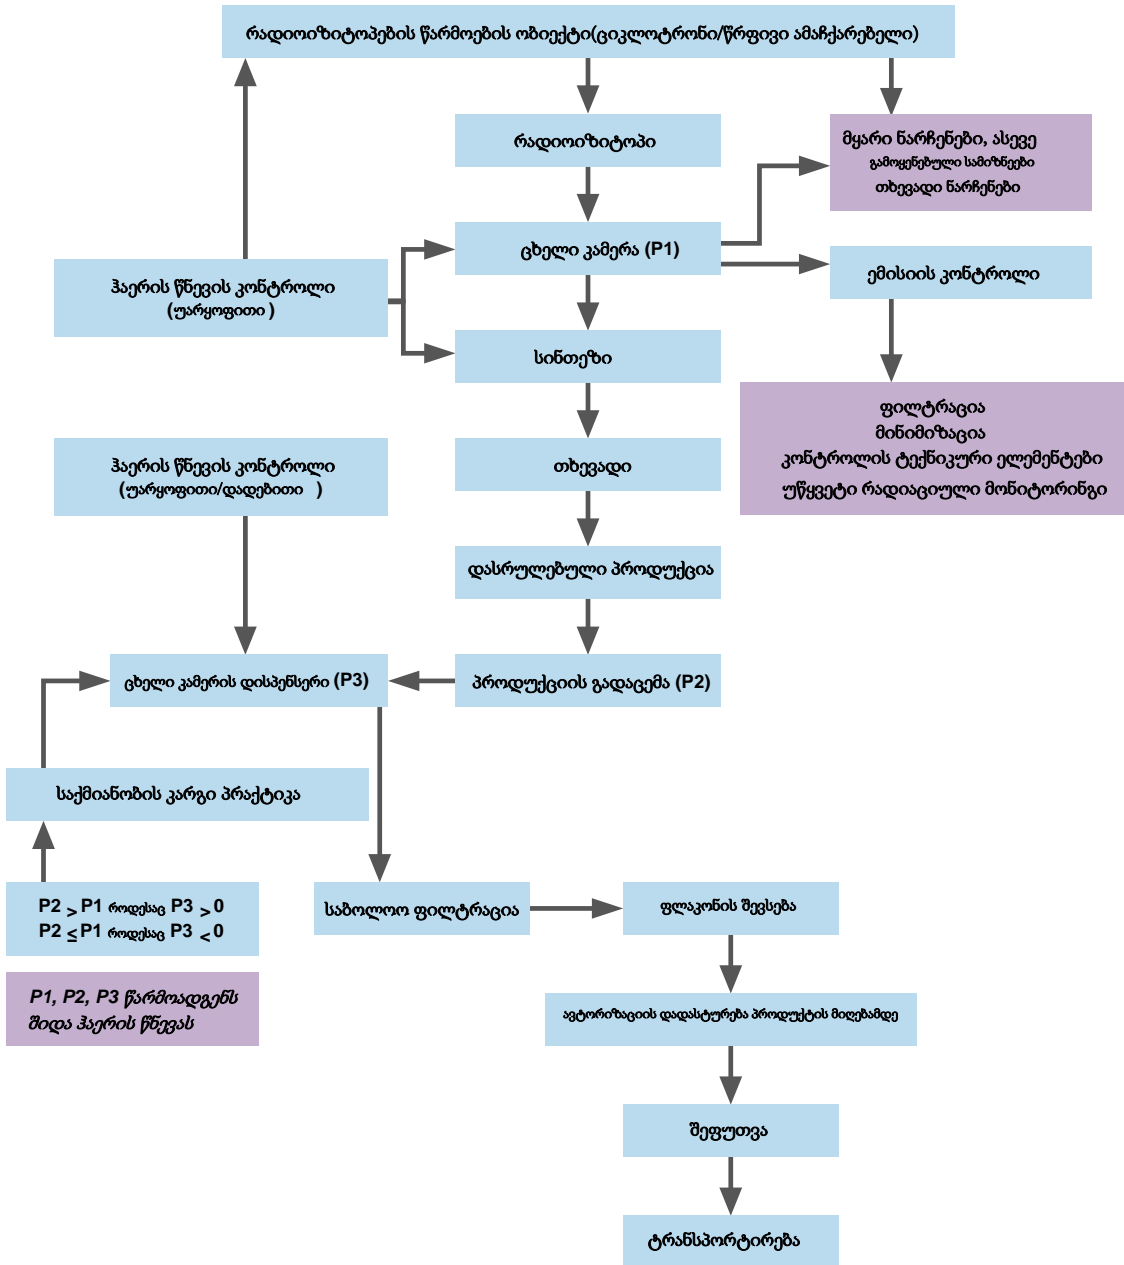 რადიოიზიტოპების წარმოების ობიექტი(ციკლოტრონი/წრფივი ამაჩქარებელი)
რადიოიზიტოპი
მყარი ნარჩენები, ასევე
გამოყენებული სამიზნეები
თხევადი ნარჩენები
ცხელი კამერა (P1)
ემისიის კონტროლი
ჰაერის წნევის კონტროლი
(უარყოფითი )
სინთეზი
ფილტრაცია
მინიმიზაცია
კონტროლის ტექნიკური ელემენტები
უწყვეტი რადიაციული მონიტორინგი
ჰაერის წნევის კონტროლი
(უარყოფითი/დადებითი )
თხევადი
დასრულებული პროდუქცია
ცხელი კამერის დისპენსერი (P3)
პროდუქციის გადაცემა (P2)
საქმიანობის კარგი პრაქტიკა
P2 > P1 როდესაც P3 > 0
P2 ≤ P1 როდესაც P3 < 0
საბოლოო ფილტრაცია
ფლაკონის შევსება
P1, P2, P3 წარმოადგენს
შიდა ჰაერის წნევას
ავტორიზაციის დადასტურება პროდუქტის მიღებამდე
შეფუთვა
ტრანსპორტირება